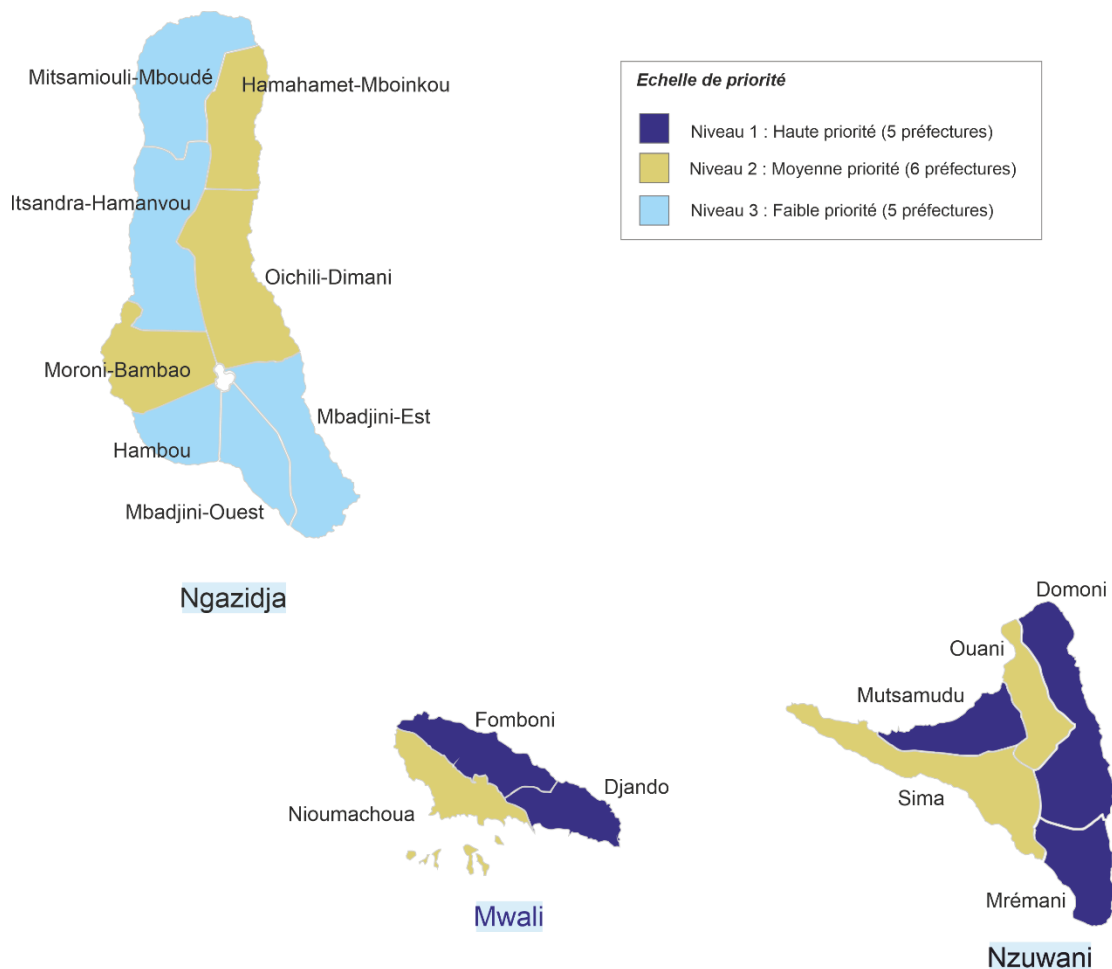 Mitsamiouli-Mboudé
Hamahamet-Mboinkou
Itsandra-Hamanvou
Oichili-Dimani
Moroni-Bambao
Mbadjini-Est
Hambou
Mbadjini-Ouest
Ngazidja
Echelle de priorité
Niveau 1 : Haute priorité (5 préfectures)
Niveau 2 : Moyenne priorité (6 préfectures)
Niveau 3 : Faible priorité (5 préfectures)
Fomboni
Djando
Nioumachoua
Mwali
Domoni
Ouani
Mutsamudu
Sima
Mrémani
Nzuwani